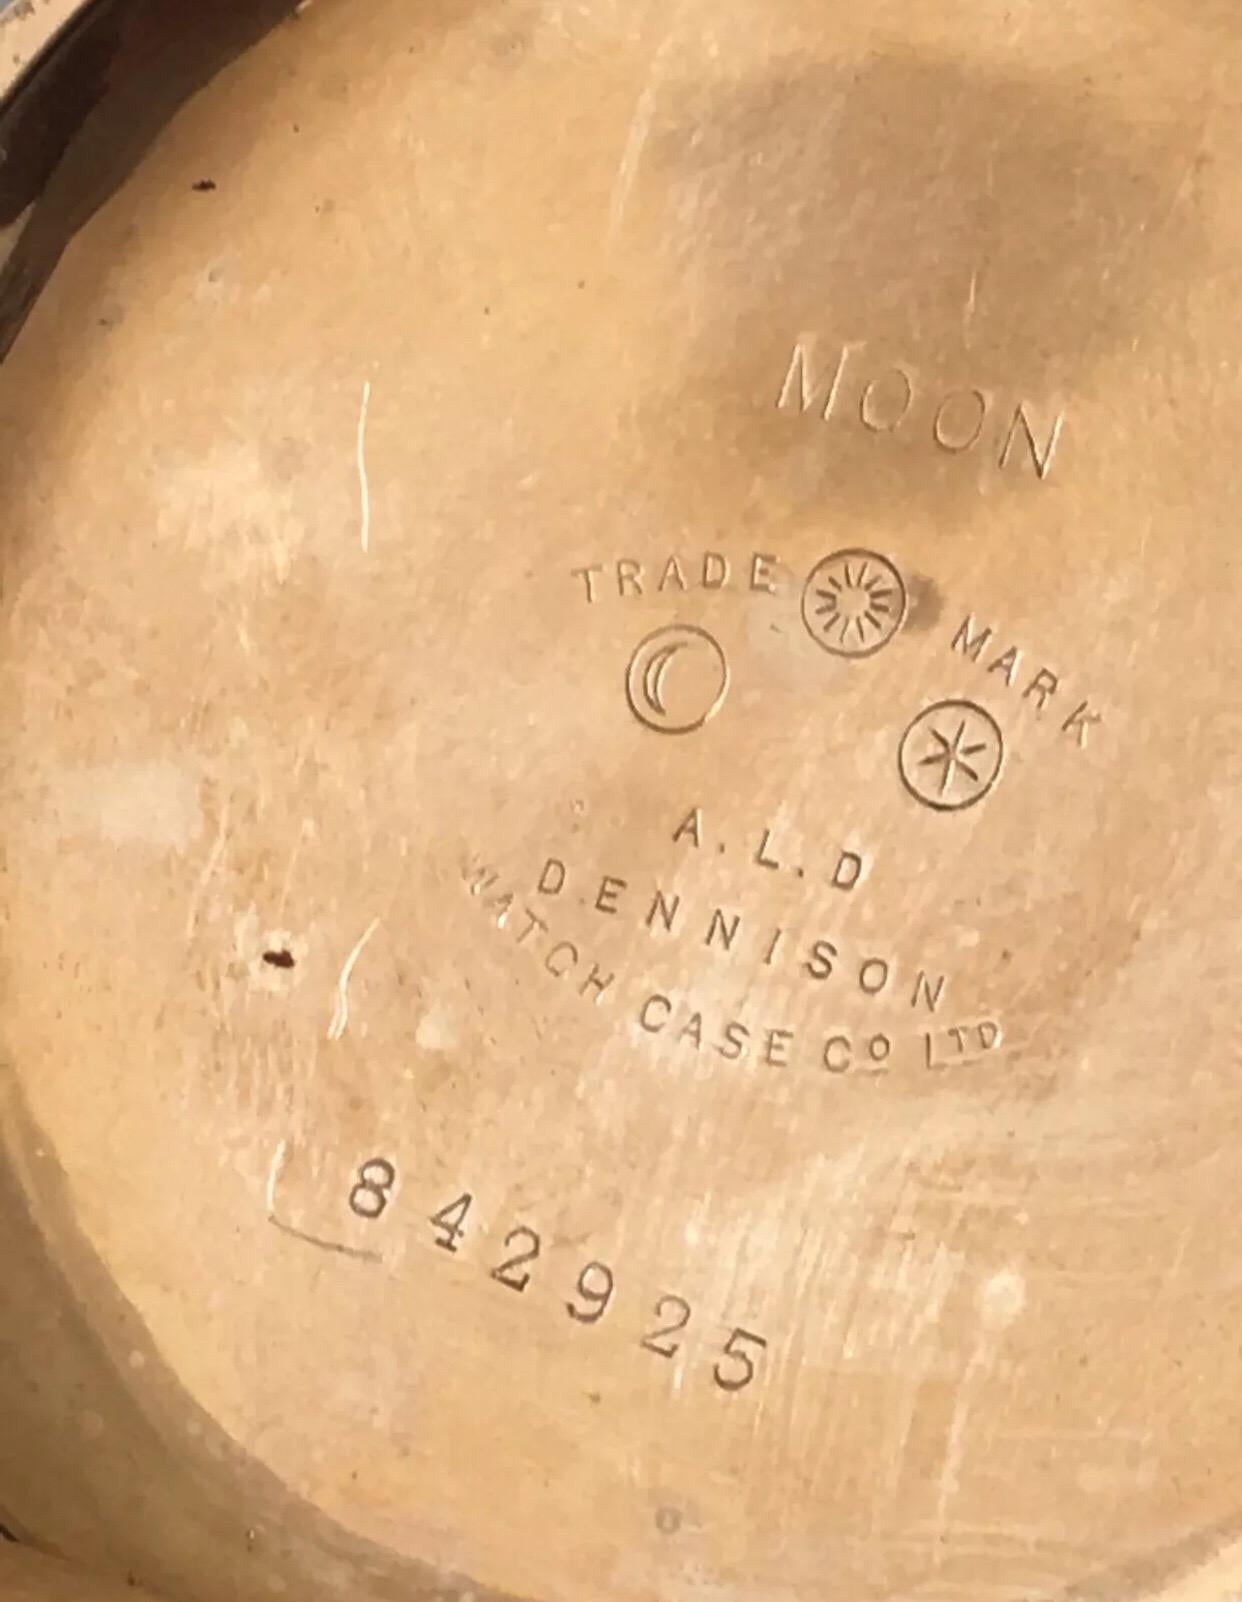 MOON
TRADE MARK
A.L.D
DENNISON
WATCH CASE Co LTD
842925